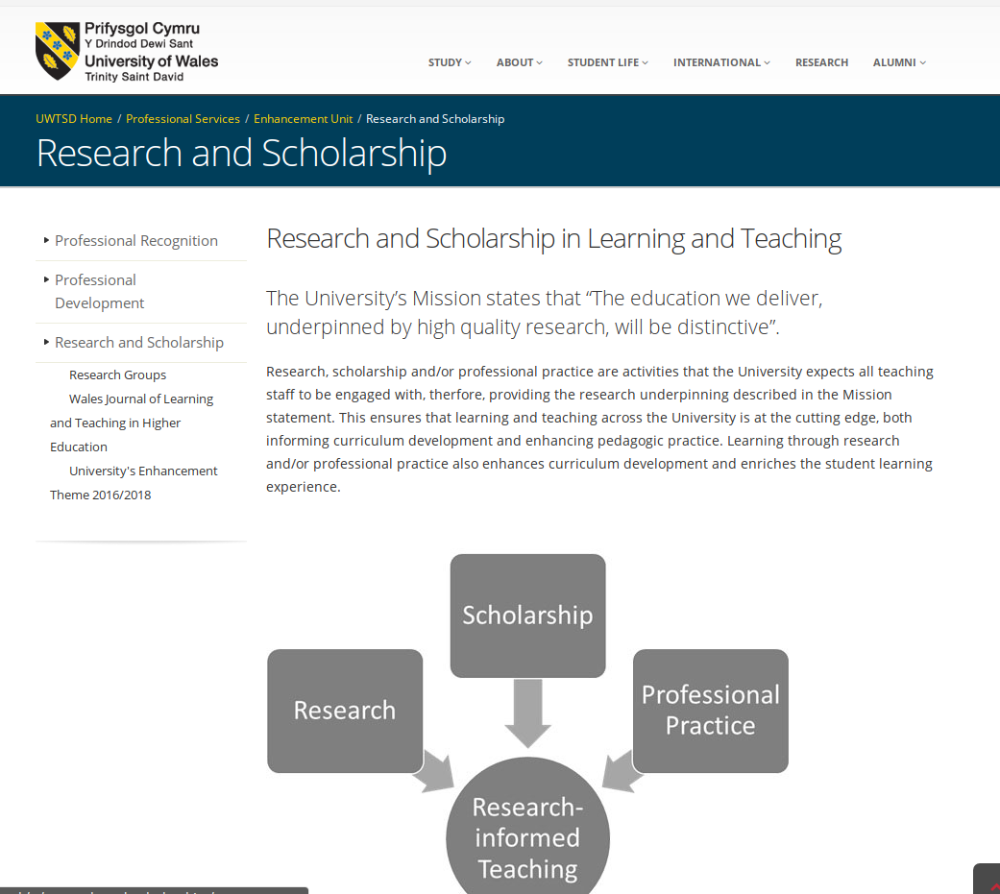 Prifysgol Cymru
Y Drindod Dewi Sant
University of Wales
Trinity Saint David
STUDY ABOUT STUDENT LIFE INTERNATIONAL RESEARCH ALUMNI
UWTSD Home / Professional Services / Enhancement Unit / Research and Scholarship
Research and Scholarship
Professional Recognition
Professional
Development
Research and Scholarship
Research Groups
Wales Journal of Learning
and Teaching in Higher
Education
University's Enhancement
Theme 2016/2018
Research and Scholarship in Learning and Teaching
The University’s Mission states that “The education we deliver,
underpinned by high quality research, will be distinctive”.
Research, scholarship and/or professional practice are activities that the University expects all teaching
staff to be engaged with, therfore, providing the research underpinning described in the Mission
statement. This ensures that learning and teaching across the University is at the cutting edge, both
informing curriculum development and enhancing pedagogic practice. Learning through research
and/or professional practice also enhances curriculum development and enriches the student learning
experience.
Scholarship
Research
Professional
Practice
Research-
informed
Teaching